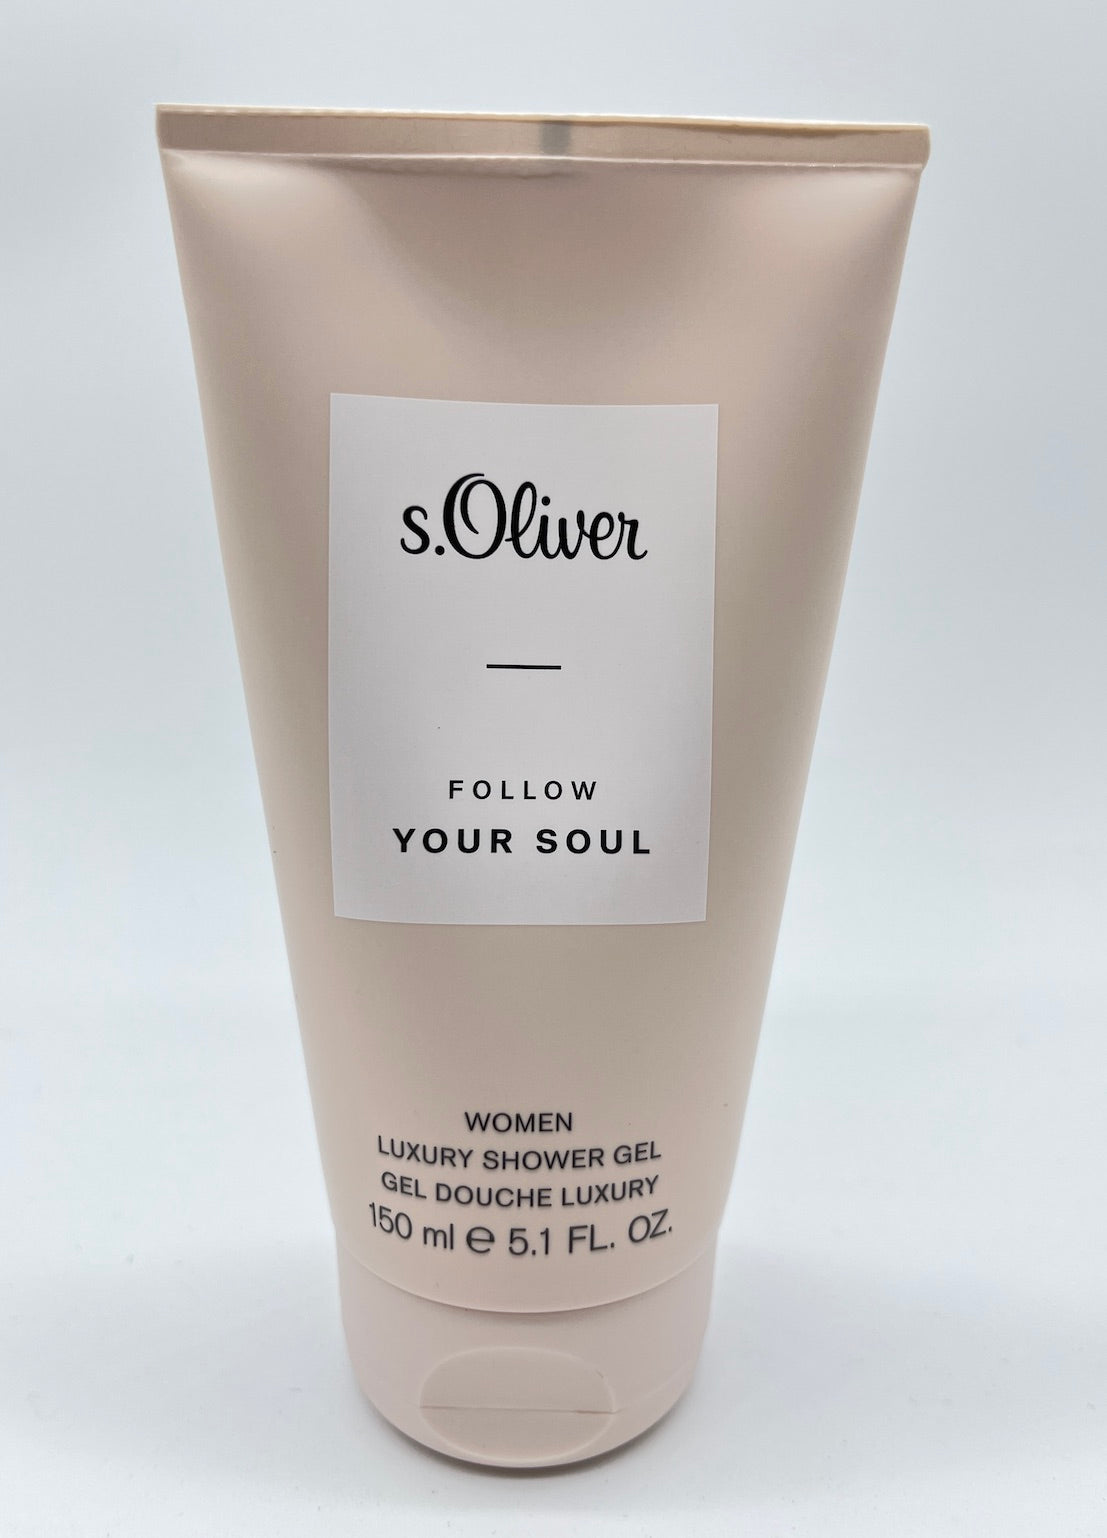 s.Oliver
FOLLOW
YOUR SOUL
WOMEN
LUXURY SHOWER GEL
GEL DOUCHE LUXURY
150 ml ℮ 5.1 FL. OZ.